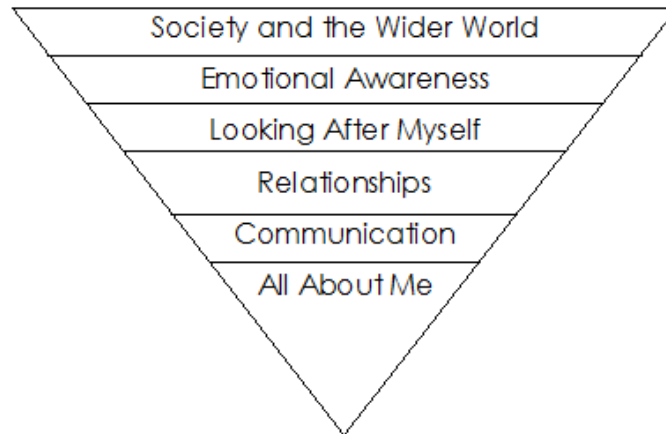 Society and the Wider World
Emotional Awareness
Looking After Myself
Relationships
Communication
All About Me